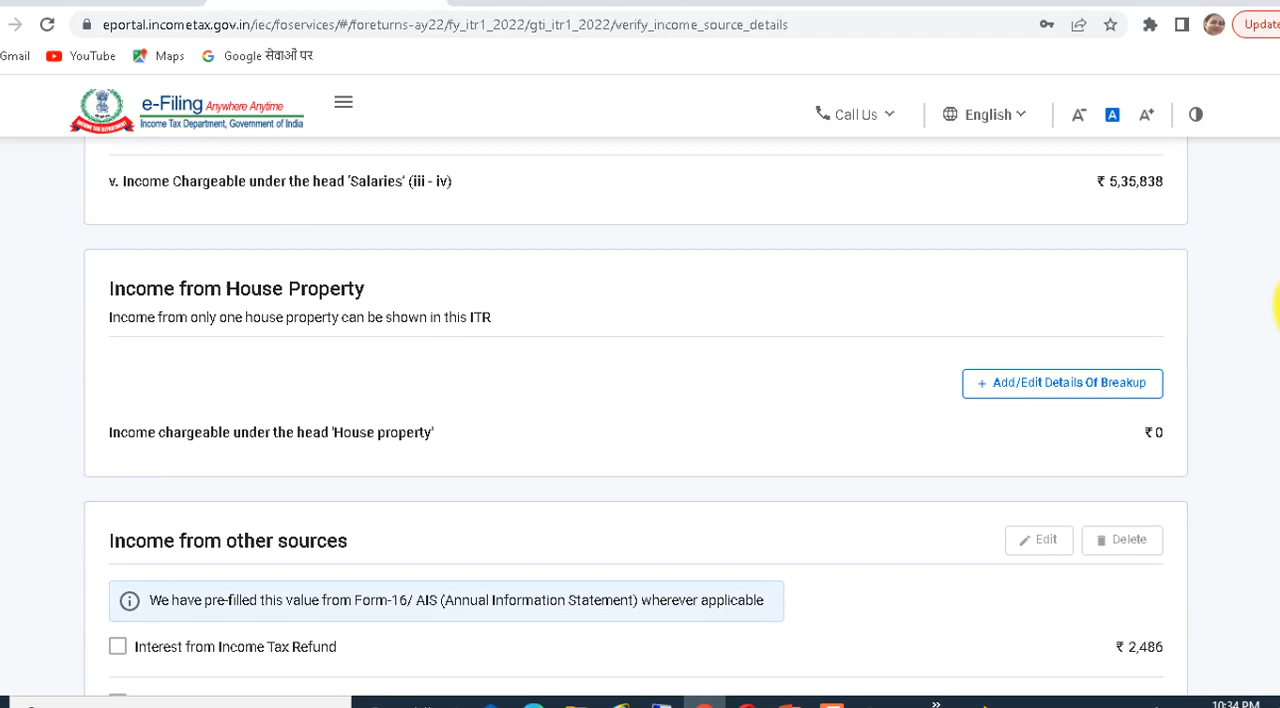 eportal.incometax.gov.in/iec/foservices/#/foreturns-ay22/fy_itr1_2022/gti_itr1_2022/verify_income_source_details
Update
Gmail YouTube Maps Google सेवाओं पर
e-Filing Anywhere Anytime
Income Tax Department, Government of India
Call Us English A- A A+
v. Income Chargeable under the head 'Salaries' (iii - iv) ₹ 5,35,838
Income from House Property
Income from only one house property can be shown in this ITR
+ Add/Edit Details Of Breakup
Income chargeable under the head 'House property' ₹ 0
Income from other sources Edit Delete
We have pre-filled this value from Form-16/ AIS (Annual Information Statement) wherever applicable
Interest from Income Tax Refund ₹ 2,486
10:34 PM